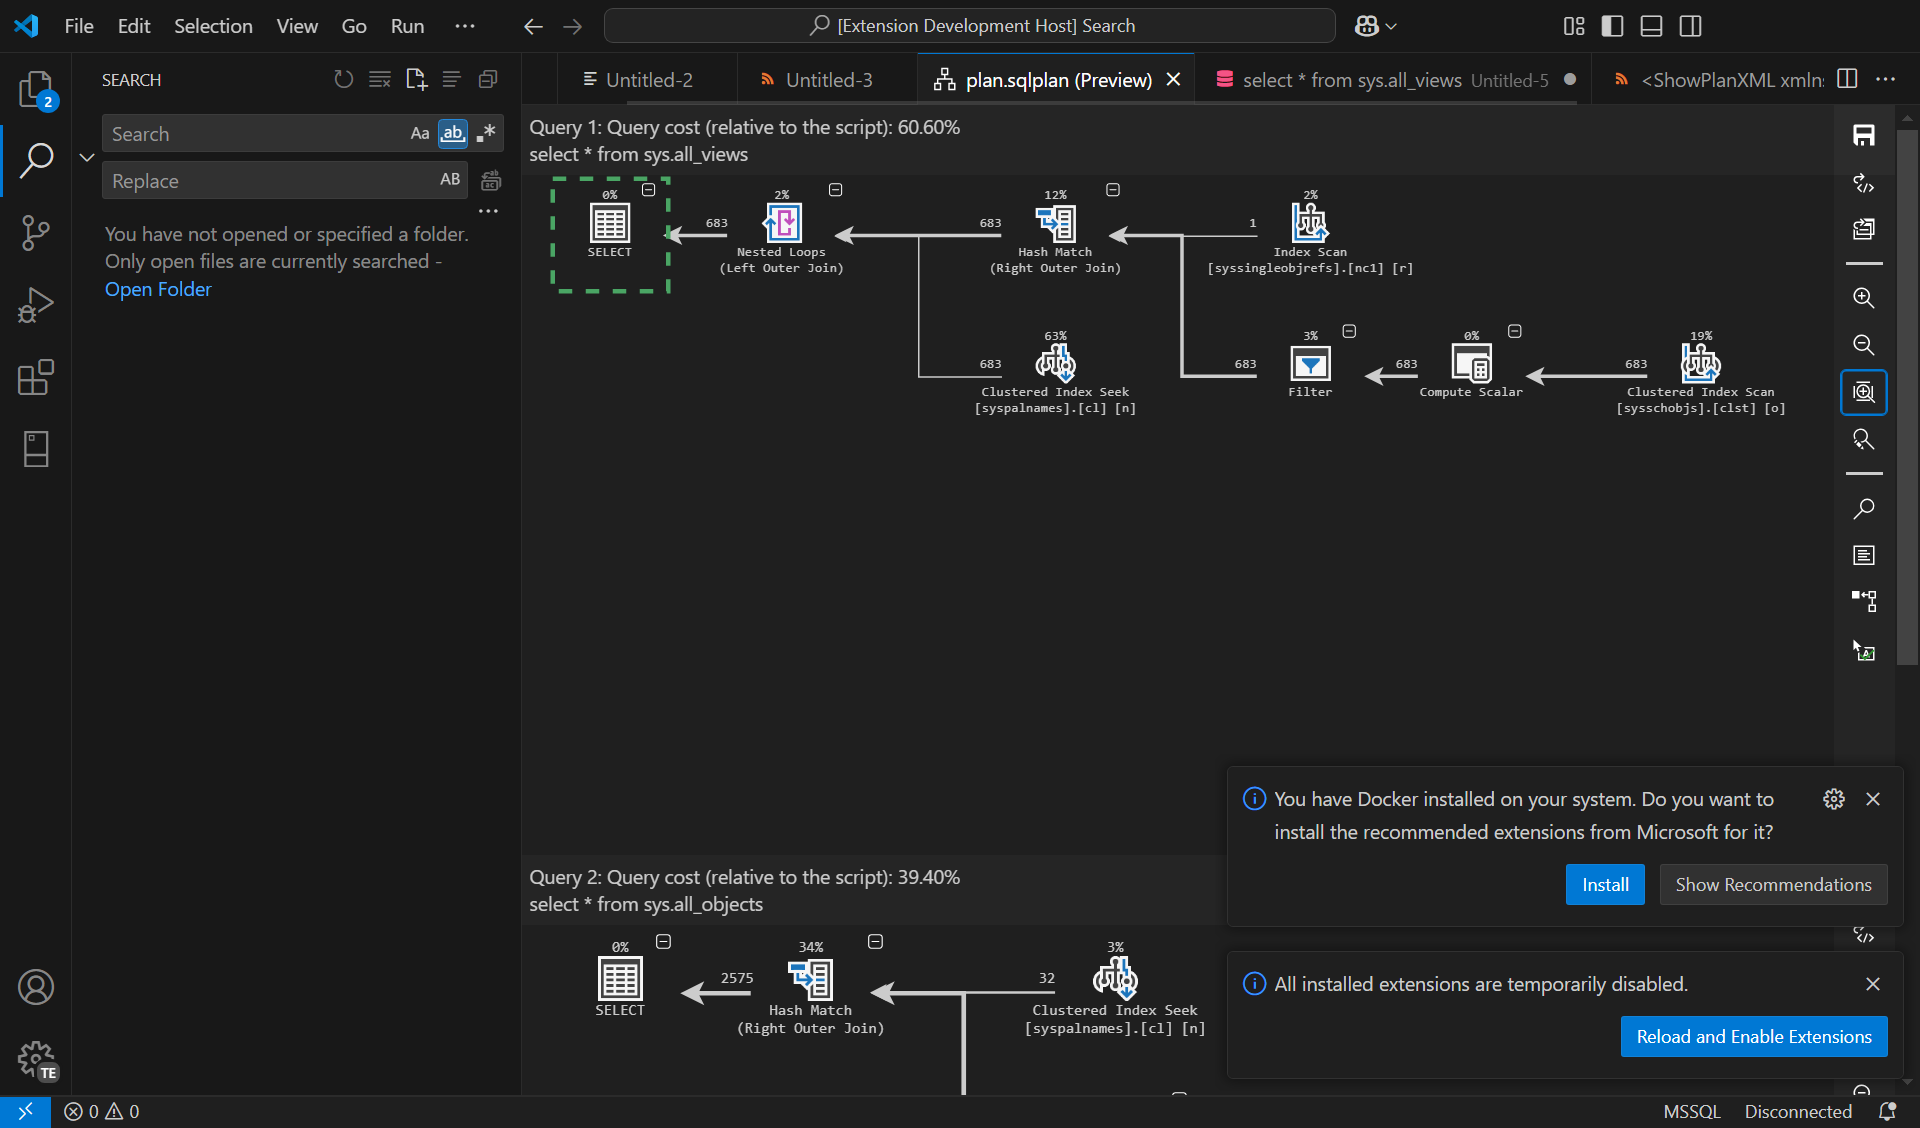 File Edit Selection View Go Run ···
[Extension Development Host] Search
2
SEARCH
Search
Aa ab
Replace
AB
You have not opened or specified a folder.
Only open files are currently searched -
Open Folder
Untitled-2
Untitled-3
plan.sqlplan (Preview)
select * from sys.all_views Untitled-5
<ShowPlanXML xmlns
Query 1: Query cost (relative to the script): 60.60%
select * from sys.all_views
0%
SELECT
683
2%
Nested Loops
(Left Outer Join)
683
12%
Hash Match
(Right Outer Join)
1
2%
Index Scan
[syssingleobjrefs].[nc1] [r]
683
63%
Clustered Index Seek
[syspalnames].[cl] [n]
683
3%
Filter
683
0%
Compute Scalar
683
19%
Clustered Index Scan
[sysschobjs].[clst] [o]
Query 2: Query cost (relative to the script): 39.40%
select * from sys.all_objects
0%
SELECT
2575
34%
Hash Match
(Right Outer Join)
32
3%
Clustered Index Seek
[syspalnames].[cl] [n]
You have Docker installed on your system. Do you want to
install the recommended extensions from Microsoft for it?
Install
Show Recommendations
All installed extensions are temporarily disabled.
Reload and Enable Extensions
TE
0 0
MSSQL
Disconnected